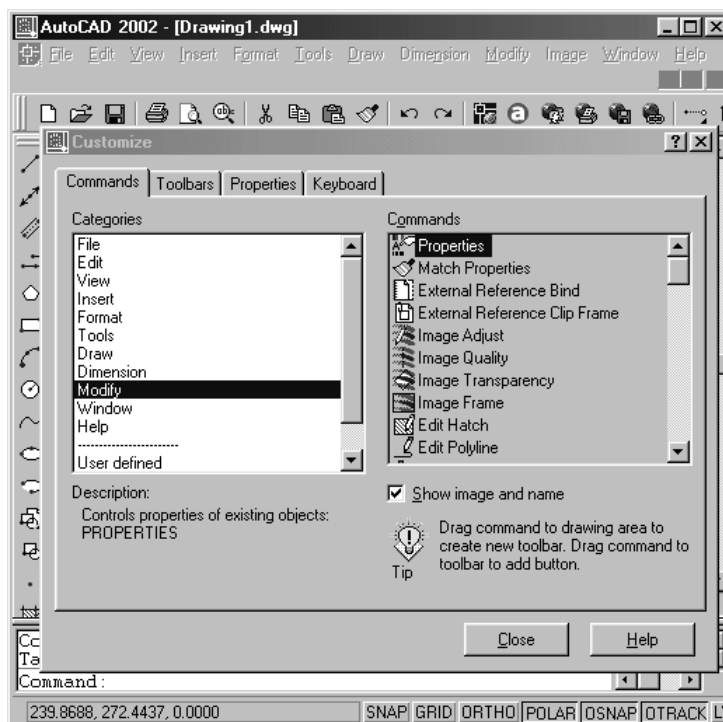 AutoCAD 2002 - [Drawing1.dwg]
File Edit View Insert Format Tools Draw Dimension Modify Image Window Help
Customize
Commands Toolbars Properties Keyboard
Categories
File
Edit
View
Insert
Format
Tools
Draw
Dimension
Modify
Window
Help
----------------------
User defined
Commands
Properties
Match Properties
External Reference Bind
External Reference Clip Frame
Image Adjust
Image Quality
Image Transparency
Image Frame
Edit Hatch
Edit Polyline
Description:
Controls properties of existing objects:
PROPERTIES
Show image and name
Drag command to drawing area to
create new toolbar. Drag command to
toolbar to add button.
Tip
Close Help
Command:
239.8688, 272.4437, 0.0000 SNAP GRID ORTHO POLAR OSNAP OTRACK